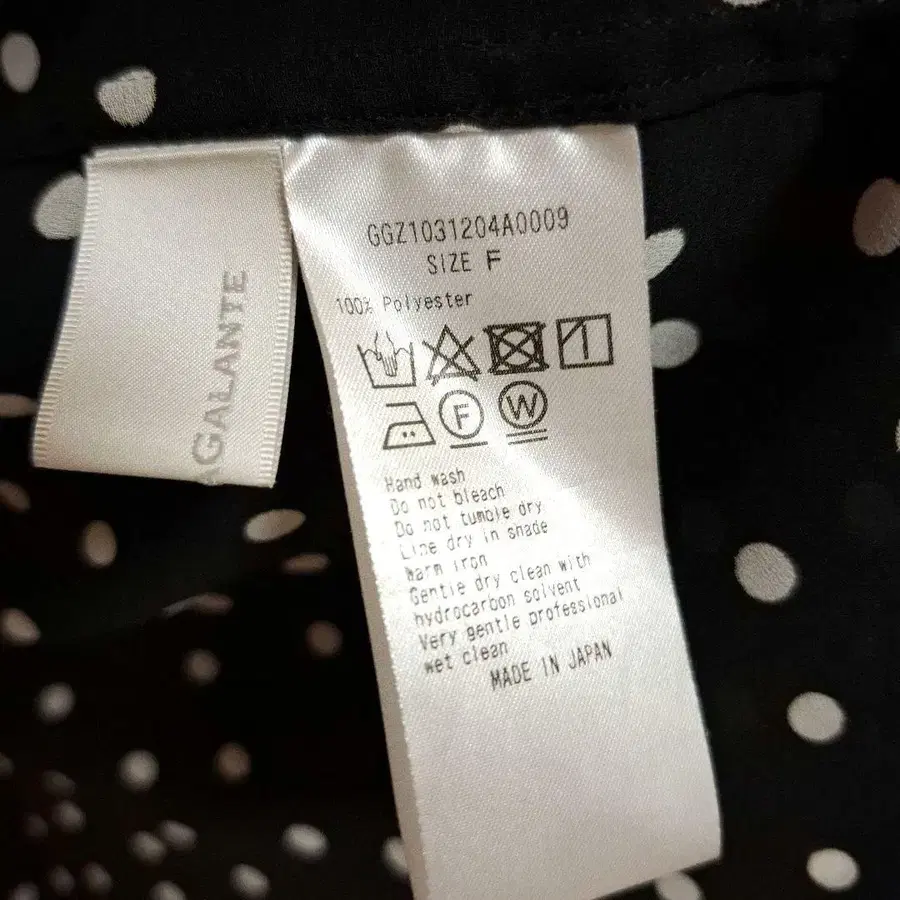 GALANTE
GGZ1031204A0009
SIZE F
100% Polyester
F
W
Hand wash
Do not bleach
Do not tumble dry
Line dry in shade
Warm iron
Gentle dry clean with
hydrocarbon solvent
Very gentle professional
wet clean
MADE IN JAPAN